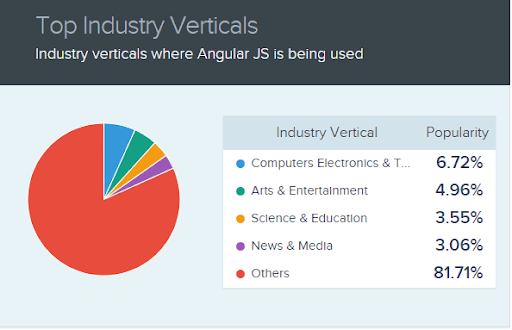 Top Industry Verticals
Industry verticals where Angular JS is being used
Industry Vertical Popularity
Computers Electronics & T... 6.72%
Arts & Entertainment 4.96%
Science & Education 3.55%
News & Media 3.06%
Others 81.71%